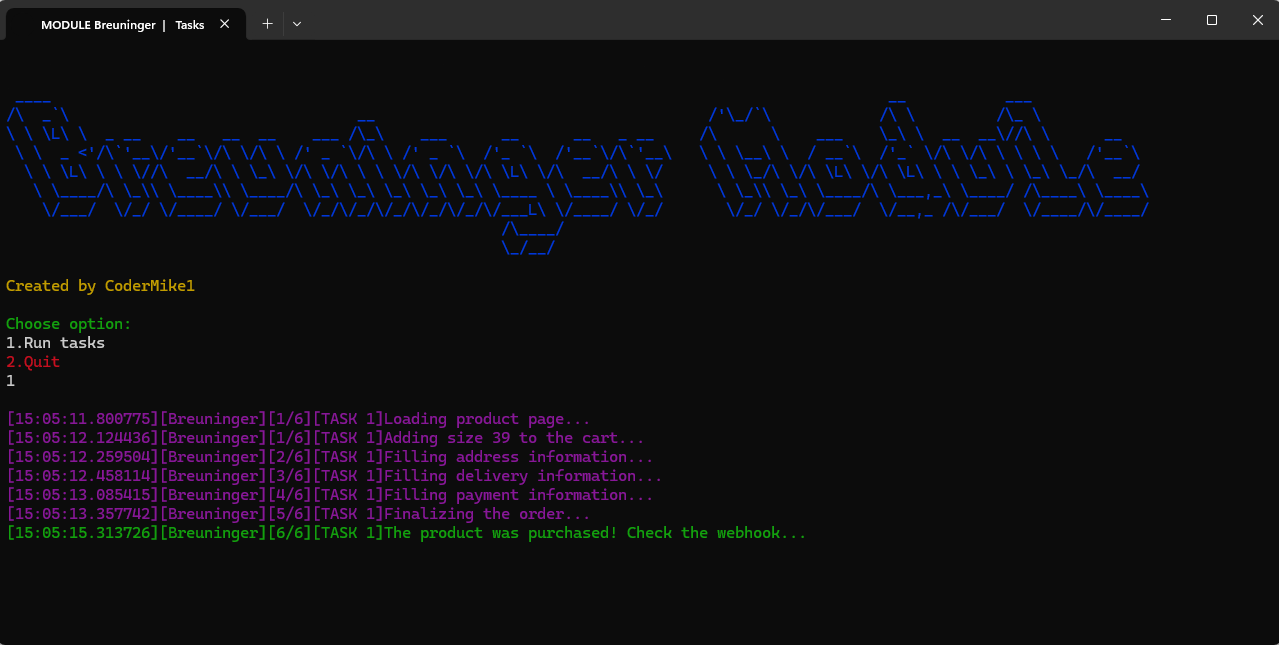 MODULE Breuninger | Tasks
Breuninger Module
Created by CoderMike1
Choose option:
1.Run tasks
2.Quit
1
[15:05:11.800775][Breuninger][1/6][TASK 1]Loading product page...
[15:05:12.124436][Breuninger][1/6][TASK 1]Adding size 39 to the cart...
[15:05:12.259504][Breuninger][2/6][TASK 1]Filling address information...
[15:05:12.458114][Breuninger][3/6][TASK 1]Filling delivery information...
[15:05:13.085415][Breuninger][4/6][TASK 1]Filling payment information...
[15:05:13.357742][Breuninger][5/6][TASK 1]Finalizing the order...
[15:05:15.313726][Breuninger][6/6][TASK 1]The product was purchased! Check the webhook...